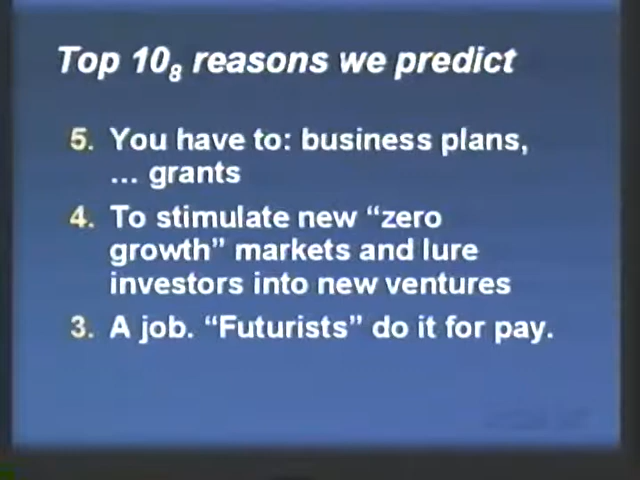 Top 10₈ reasons we predict
5. You have to: business plans,
... grants
4. To stimulate new “zero
growth” markets and lure
investors into new ventures
3. A job. “Futurists” do it for pay.